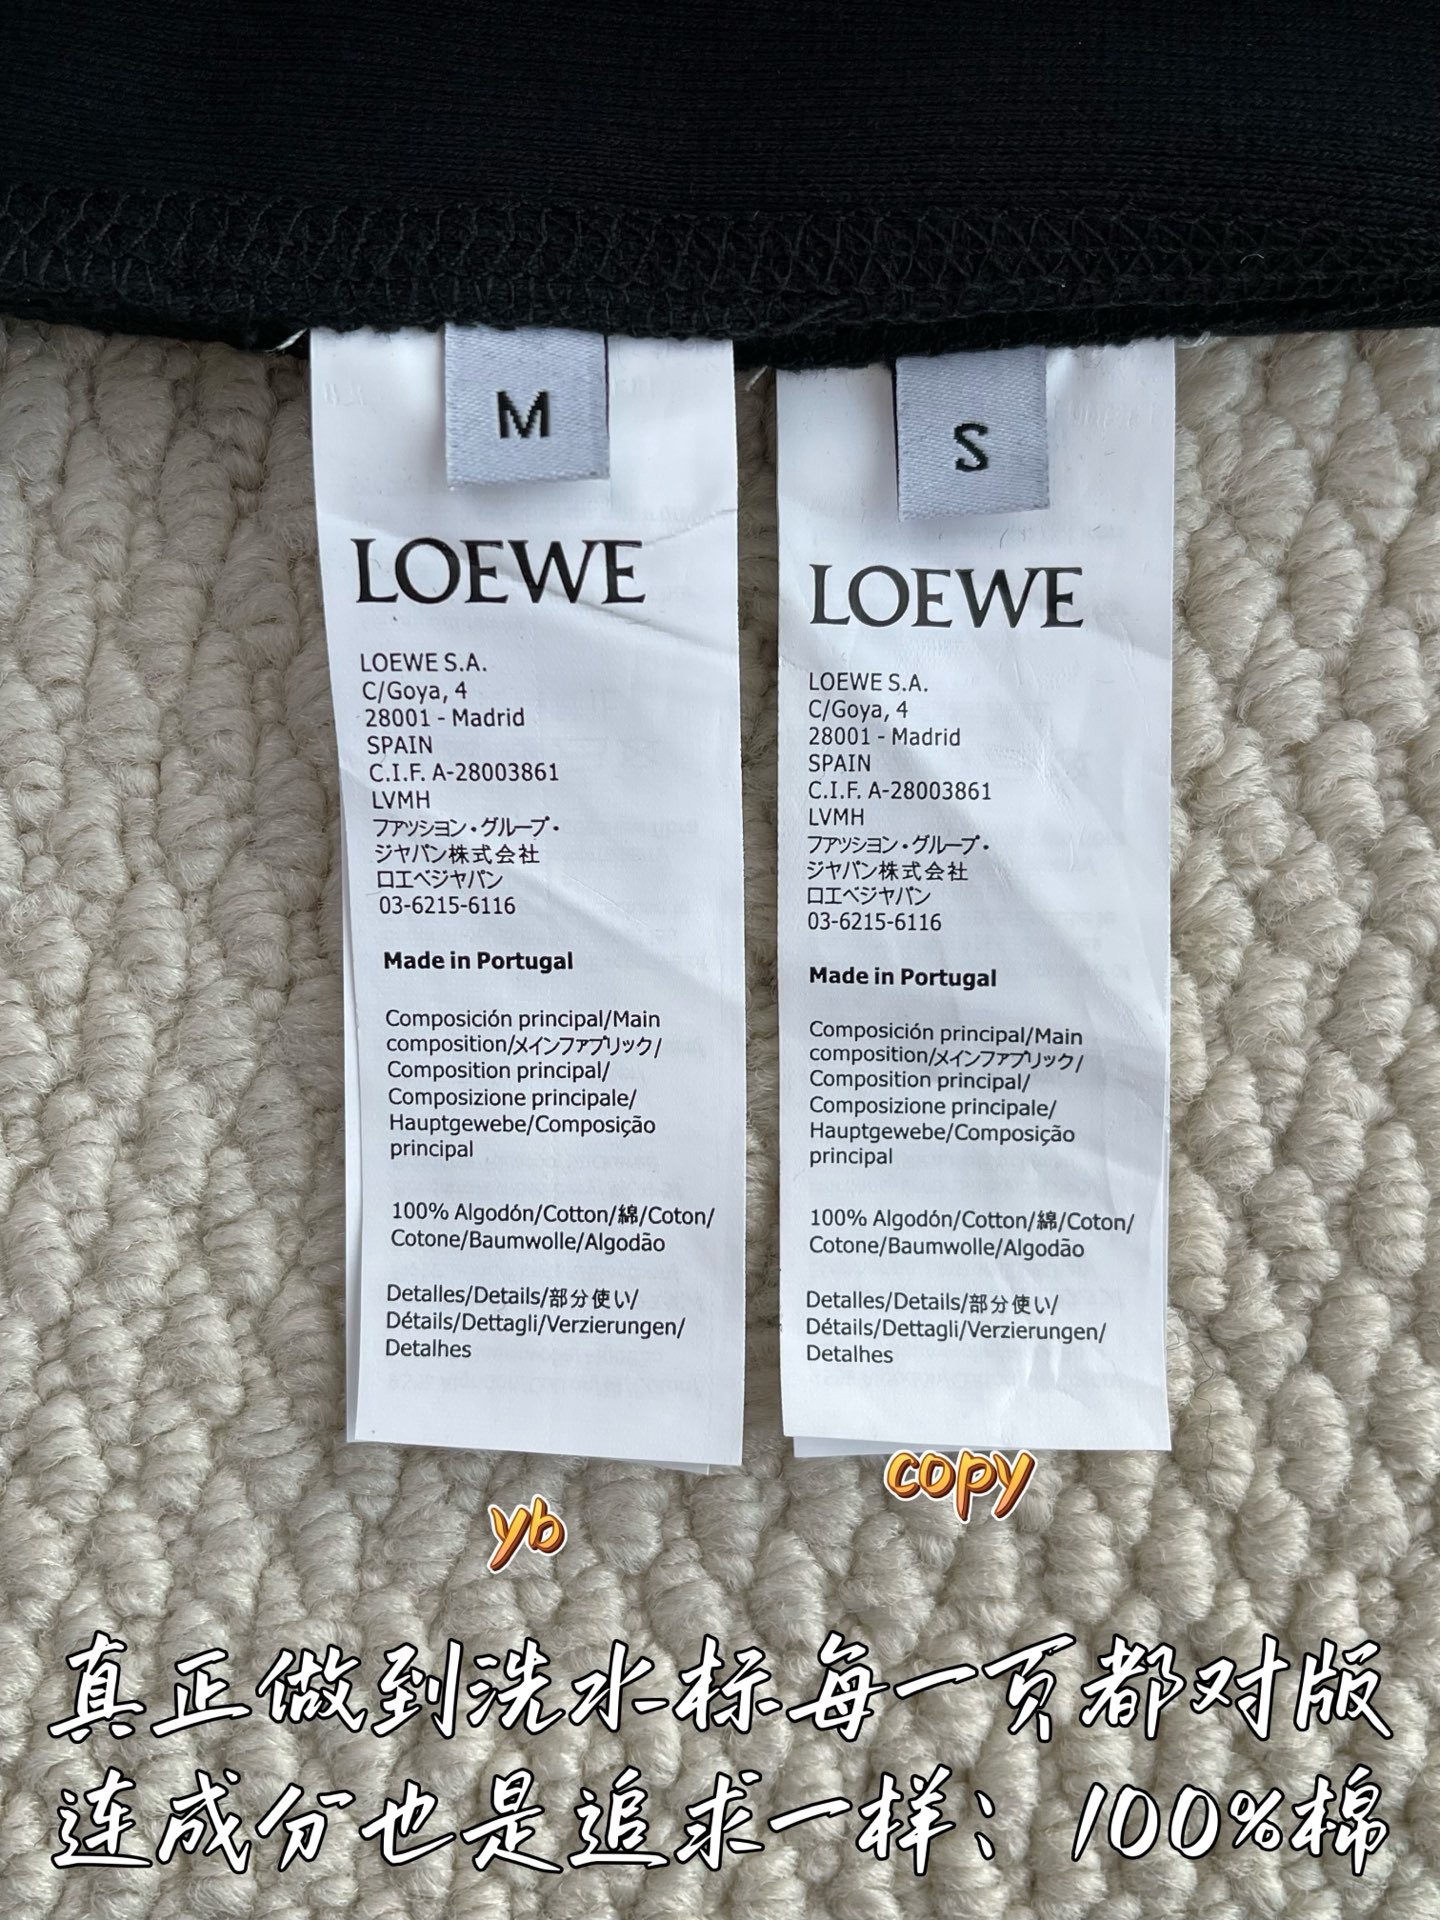 M
LOEWE
LOEWE S.A.
C/Goya, 4
28001 - Madrid
SPAIN
C.I.F. A-28003861
LVMH
ファッション・グループ・
ジャパン株式会社
ロエベジャパン
03-6215-6116
Made in Portugal
Composición principal/Main
composition/メインファブリック/
Composition principal/
Composizione principale/
Hauptgewebe/Composição
principal
100% Algodón/Cotton/綿/Coton/
Cotone/Baumwolle/Algodão
Detalles/Details/部分使い/
Détails/Dettagli/Verzierungen/
Detalhes
yb
S
LOEWE
LOEWE S.A.
C/Goya, 4
28001 - Madrid
SPAIN
C.I.F. A-28003861
LVMH
ファッション・グループ・
ジャパン株式会社
ロエベジャパン
03-6215-6116
Made in Portugal
Composición principal/Main
composition/メインファブリック/
Composition principal/
Composizione principale/
Hauptgewebe/Composição
principal
100% Algodón/Cotton/綿/Coton/
Cotone/Baumwolle/Algodão
Detalles/Details/部分使い/
Détails/Dettagli/Verzierungen/
Detalhes
copy
真正做到洗水标每一页都对版
连成分也是追求一样：100%棉